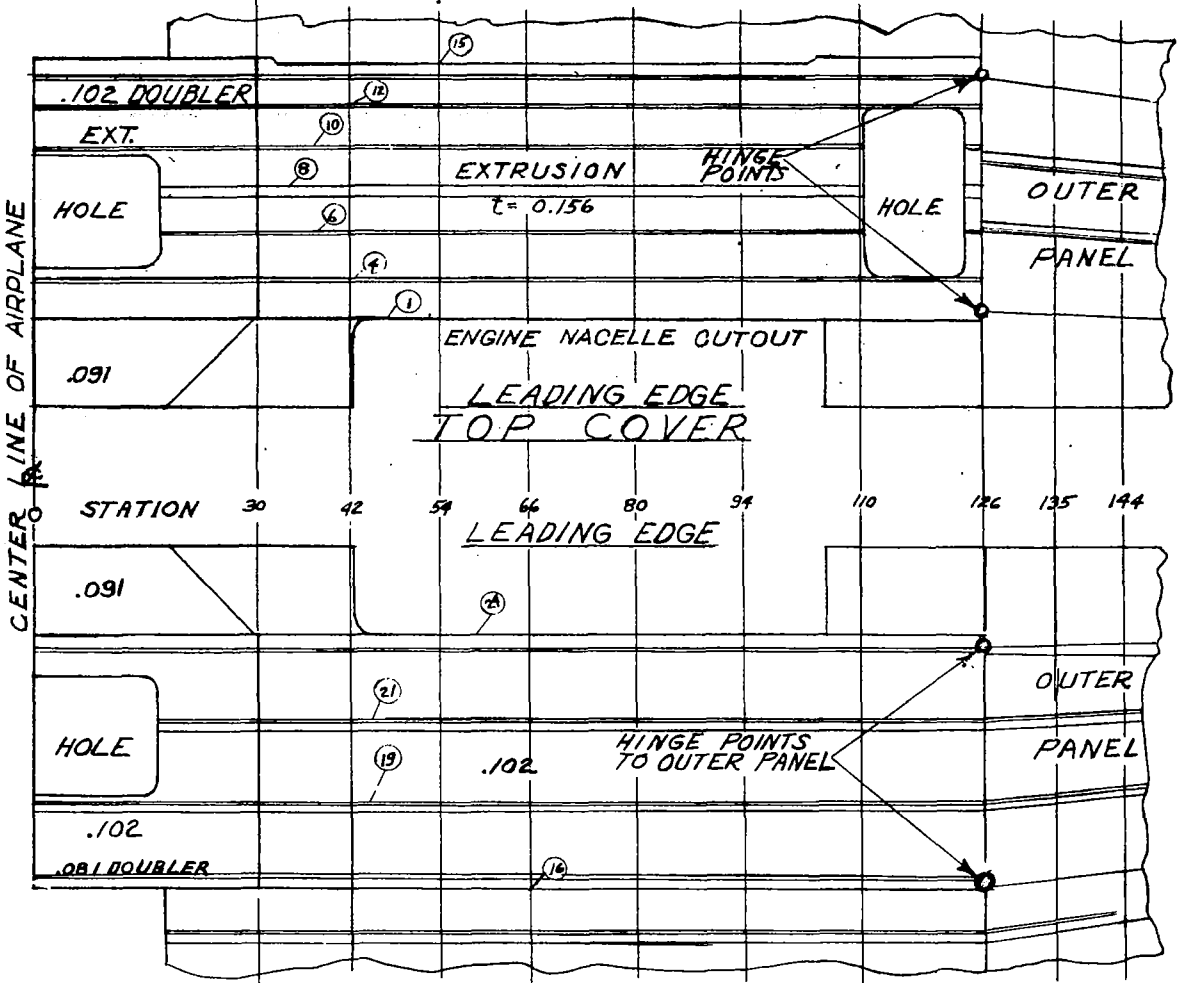 15
.102 DOUBLER
12
EXT.
10
8
EXTRUSION
t = 0.156
HINGE
POINTS
OUTER
PANEL
HOLE
6
HOLE
4
1
ENGINE NACELLE CUTOUT
.091
LEADING EDGE
TOP COVER
CENTER LINE OF AIRPLANE
0
STATION
30
42
54
66
80
94
110
126
135
144
LEADING EDGE
.091
24
21
OUTER
PANEL
HOLE
HINGE POINTS
TO OUTER PANEL
19
.102
.102
.081 DOUBLER
16